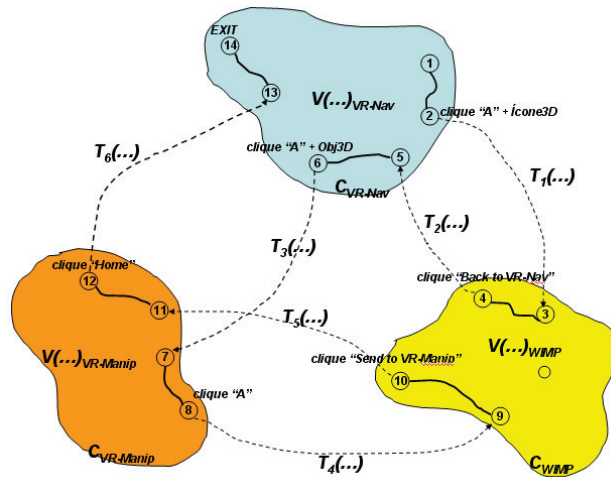 EXIT
14
13
1
V(...)VR-Nav
2
clique “A” + Ícone3D
clique “A” + Obj3D
6
5
CVR-Nav
T6(...)
T1(...)
T2(...)
T3(...)
clique “Home”
12
11
clique “Back to VR-Nav”
4
3
T5(...)
V(...)VR-Manip
7
V(...)WIMP
clique “Send to VR-Manip”
10
clique “A”
8
9
CVR-Manip
T4(...)
CWIMP